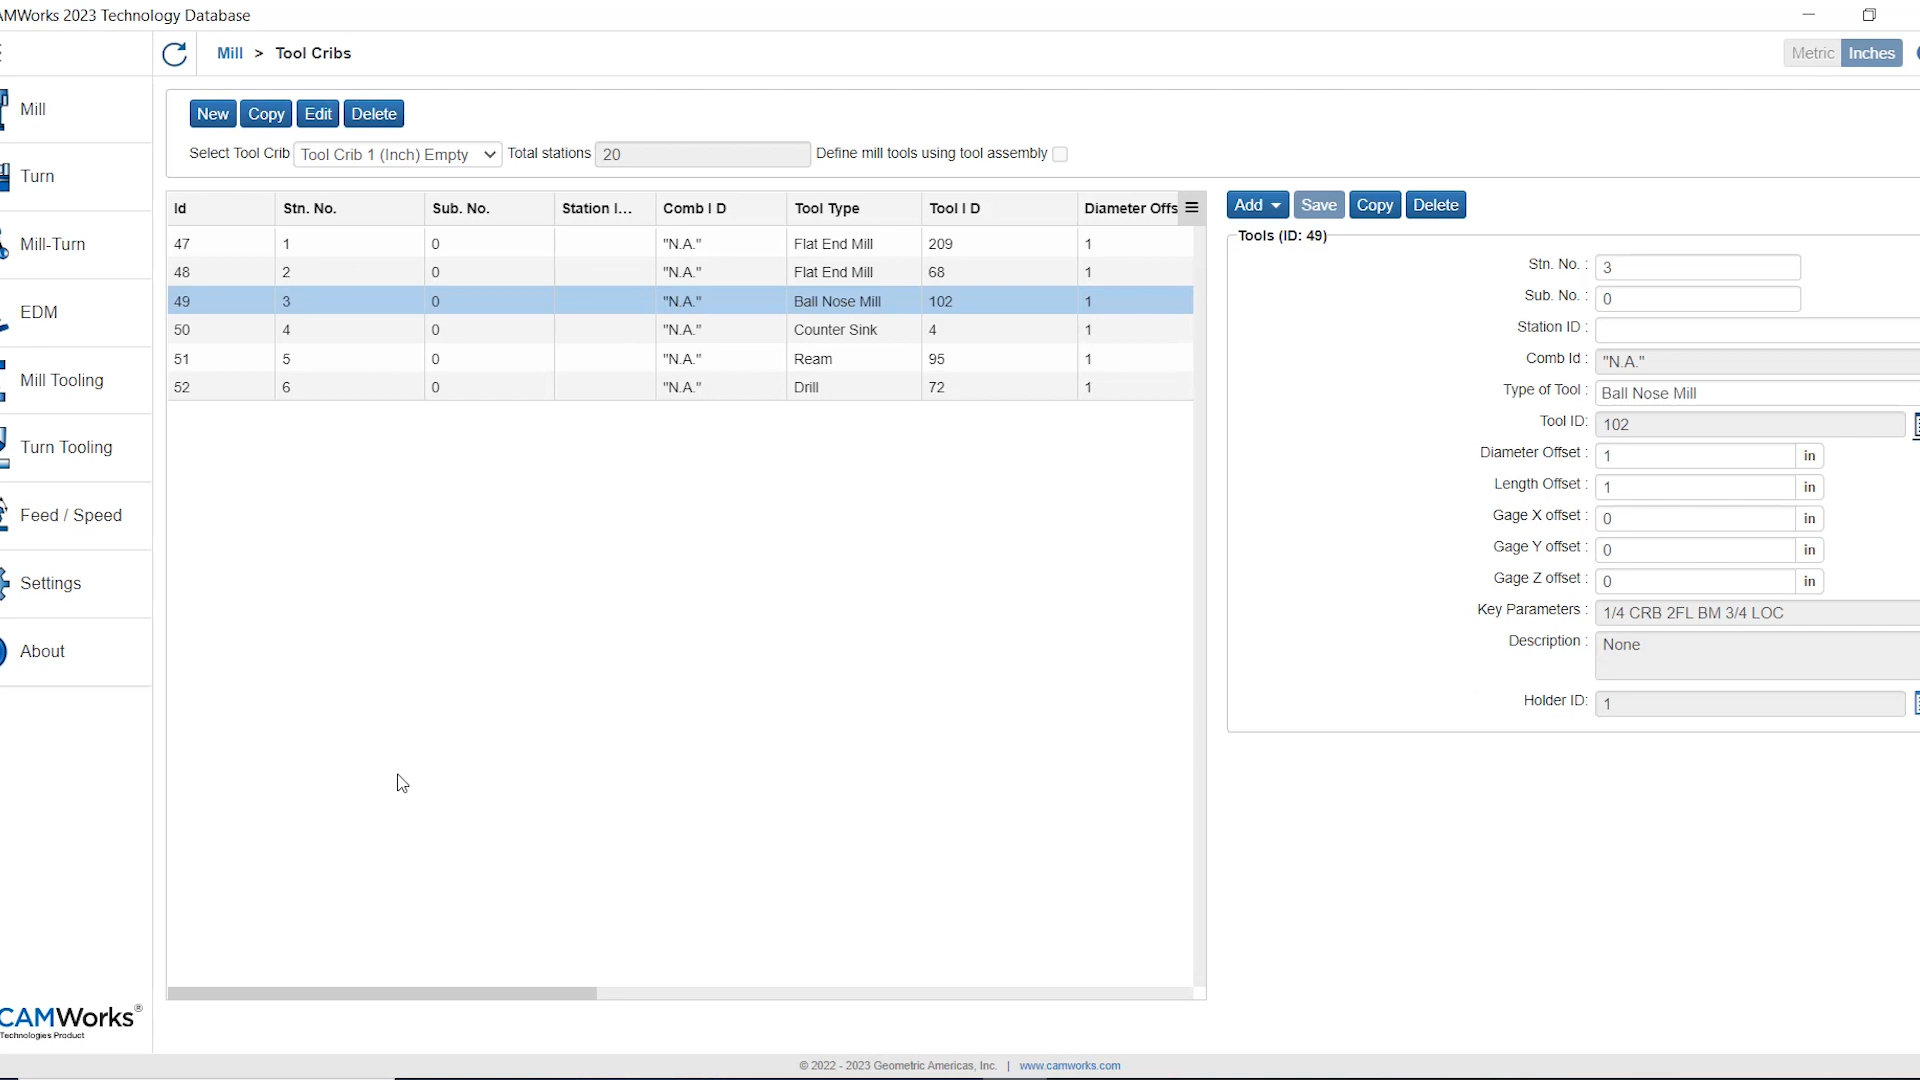 AMWorks 2023 Technology Database
Mill > Tool Cribs
Metric Inches
Mill
Turn
Mill-Turn
EDM
Mill Tooling
Turn Tooling
Feed / Speed
Settings
About
New Copy Edit Delete
Select Tool Crib Tool Crib 1 (Inch) Empty Total stations 20 Define mill tools using tool assembly
Id Stn. No. Sub. No. Station I... Comb I D Tool Type Tool I D Diameter Offs
47 1 0 "N.A." Flat End Mill 209 1
48 2 0 "N.A." Flat End Mill 68 1
49 3 0 "N.A." Ball Nose Mill 102 1
50 4 0 "N.A." Counter Sink 4 1
51 5 0 "N.A." Ream 95 1
52 6 0 "N.A." Drill 72 1
Add Save Copy Delete
Tools (ID: 49)
Stn. No. : 3
Sub. No. : 0
Station ID :
Comb Id : "N.A."
Type of Tool : Ball Nose Mill
Tool ID: 102
Diameter Offset : 1 in
Length Offset : 1 in
Gage X offset : 0 in
Gage Y offset : 0 in
Gage Z offset : 0 in
Key Parameters : 1/4 CRB 2FL BM 3/4 LOC
Description : None
Holder ID: 1
CAMWorks®
Technologies Product
© 2022 - 2023 Geometric Americas, Inc. | www.camworks.com